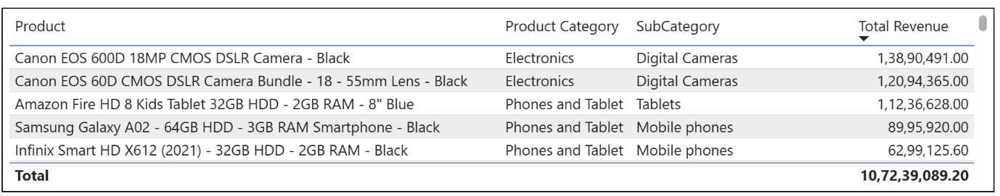 Product Product Category SubCategory Total Revenue
Canon EOS 600D 18MP CMOS DSLR Camera - Black Electronics Digital Cameras 1,38,90,491.00
Canon EOS 60D CMOS DSLR Camera Bundle - 18 - 55mm Lens - Black Electronics Digital Cameras 1,20,94,365.00
Amazon Fire HD 8 Kids Tablet 32GB HDD - 2GB RAM - 8" Blue Phones and Tablet Tablets 1,12,36,628.00
Samsung Galaxy A02 - 64GB HDD - 3GB RAM Smartphone - Black Phones and Tablet Mobile phones 89,95,920.00
Infinix Smart HD X612 (2021) - 32GB HDD - 2GB RAM - Black Phones and Tablet Mobile phones 62,99,125.60
Total 10,72,39,089.20